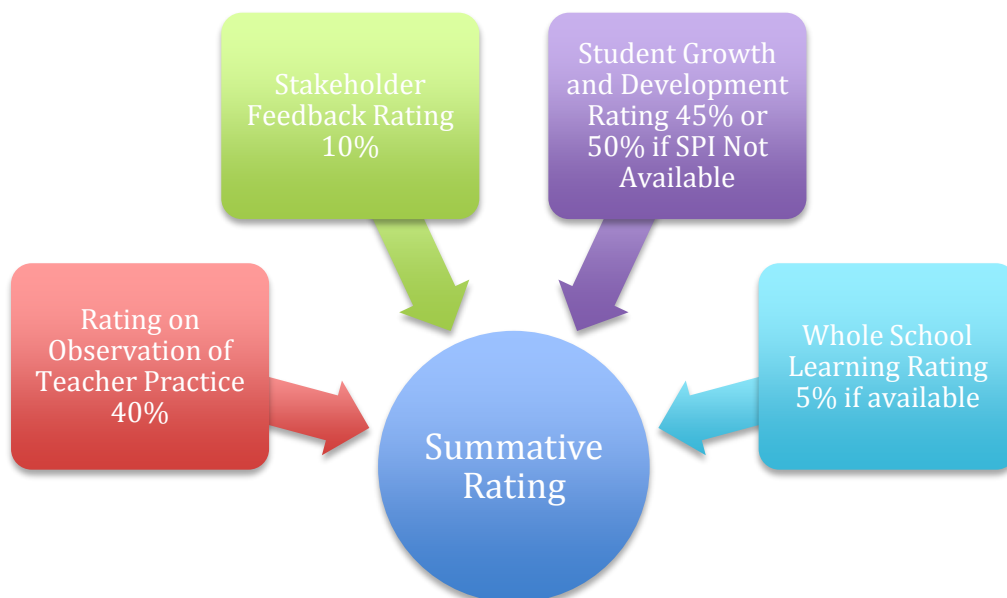 Stakeholder
Feedback Rating
10%
Student Growth
and Development
Rating 45% or
50% if SPI Not
Available
Rating on
Observation of
Teacher Practice
40%
Whole School
Learning Rating
5% if available
Summative
Rating